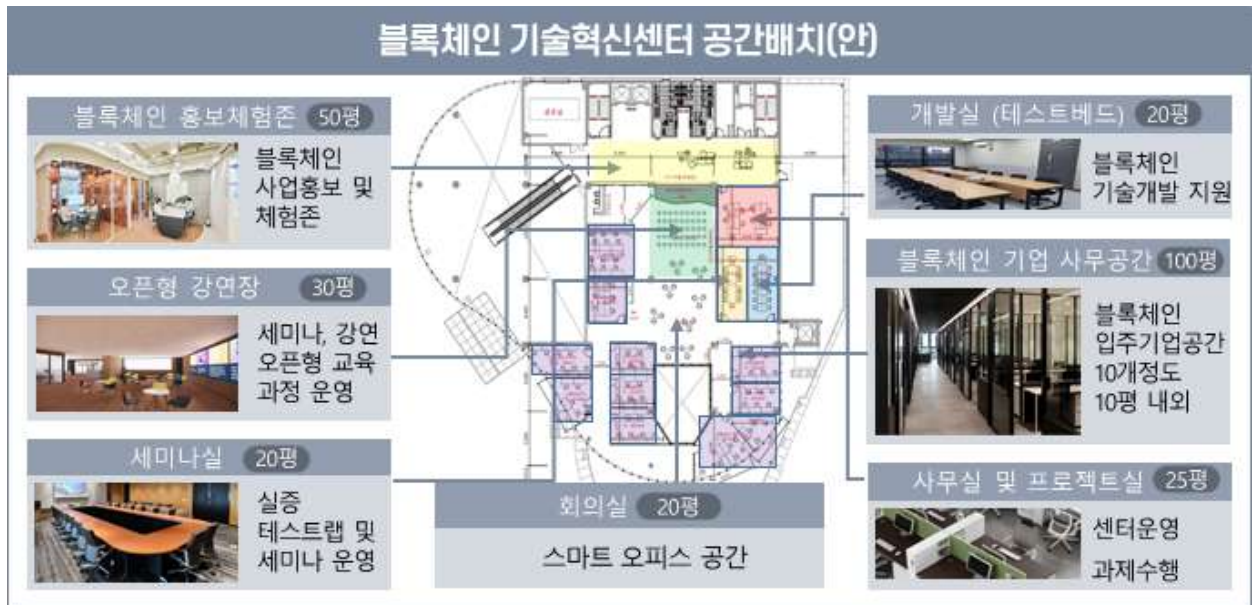 블록체인 기술혁신센터 공간배치(안)
블록체인 홍보체험존 50평
블록체인
사업홍보 및
체험존
오픈형 강연장 30평
세미나, 강연
오픈형 교육
과정 운영
세미나실 20평
실증
테스트랩 및
세미나 운영
회의실 20평
스마트 오피스 공간
개발실 (테스트베드) 20평
블록체인
기술개발 지원
블록체인 기업 사무공간 100평
블록체인
입주기업공간
10개정도
10평 내외
사무실 및 프로젝트실 25평
센터운영
과제수행